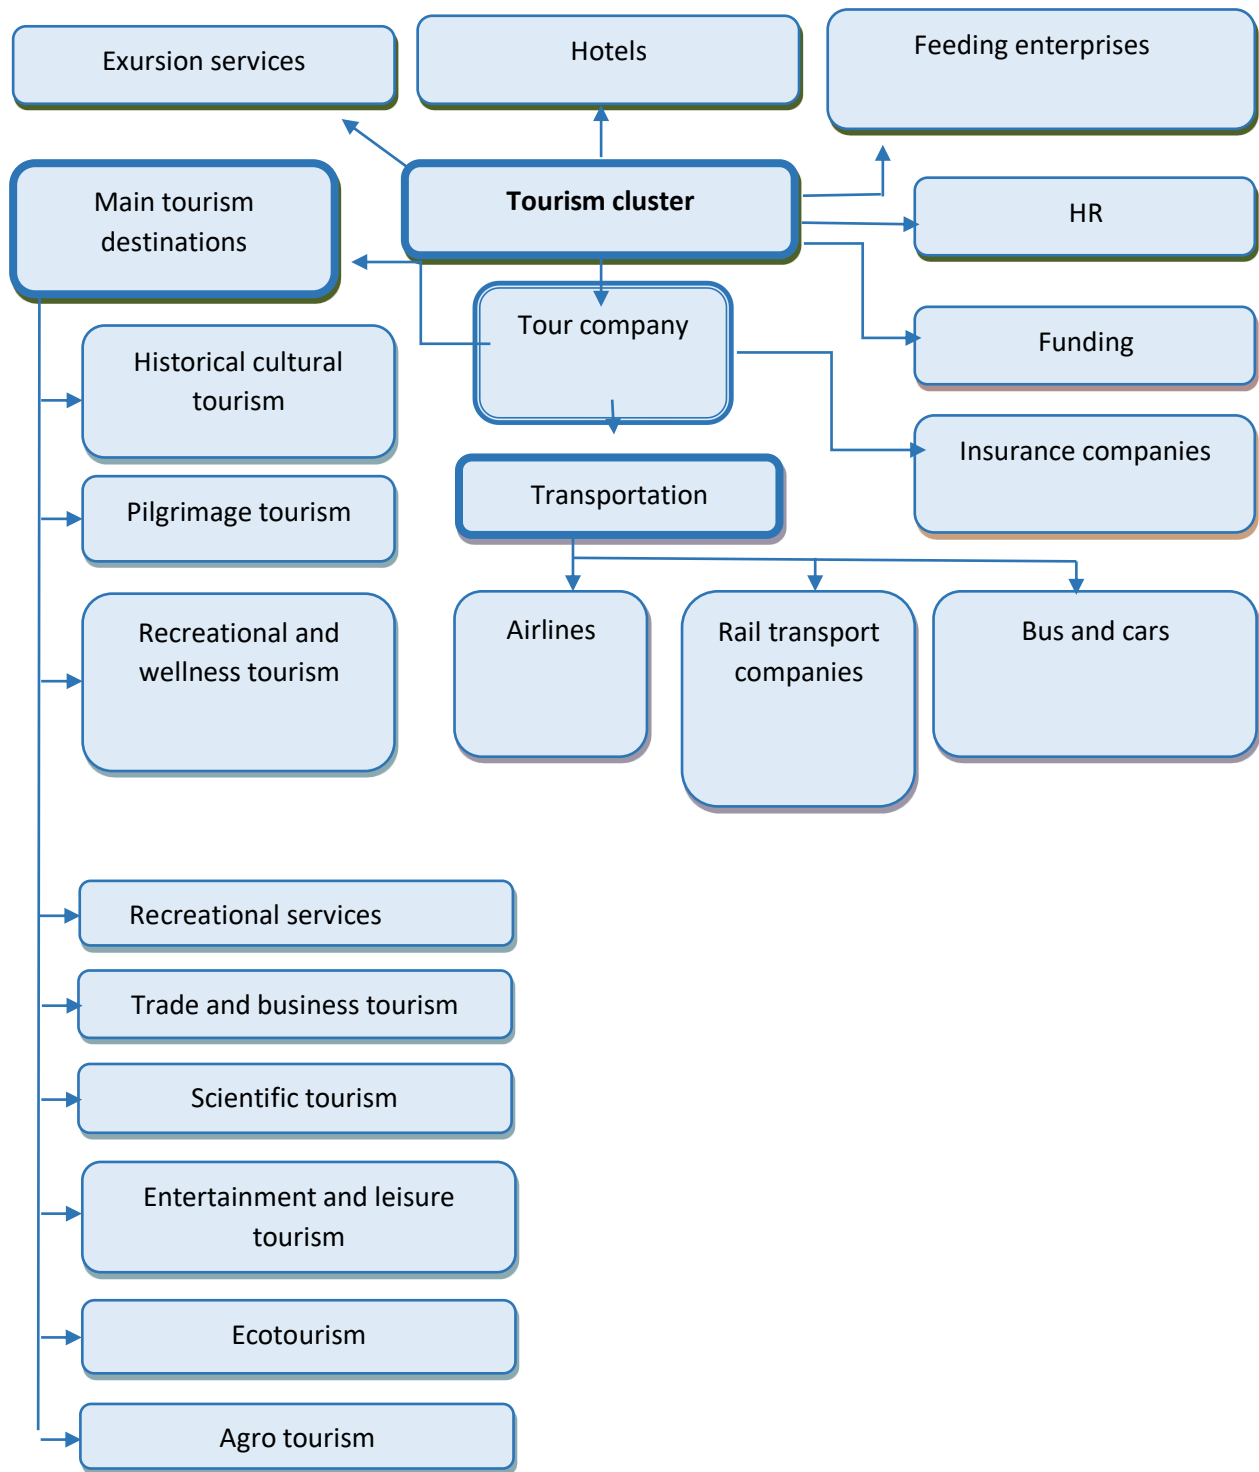 Exursion services
Hotels
Feeding enterprises
Main tourism
destinations
Tourism cluster
HR
Tour company
Funding
Historical cultural
tourism
Insurance companies
Transportation
Pilgrimage tourism
Recreational and
wellness tourism
Airlines
Rail transport
companies
Bus and cars
Recreational services
Trade and business tourism
Scientific tourism
Entertainment and leisure
tourism
Ecotourism
Agro tourism